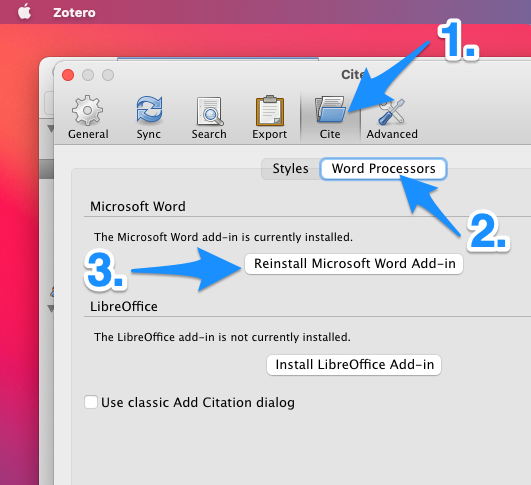 Zotero
1.
Cite
General Sync Search Export Cite Advanced
Styles Word Processors
2.
Microsoft Word
The Microsoft Word add-in is currently installed.
3.
Reinstall Microsoft Word Add-in
LibreOffice
The LibreOffice add-in is not currently installed.
Install LibreOffice Add-in
Use classic Add Citation dialog